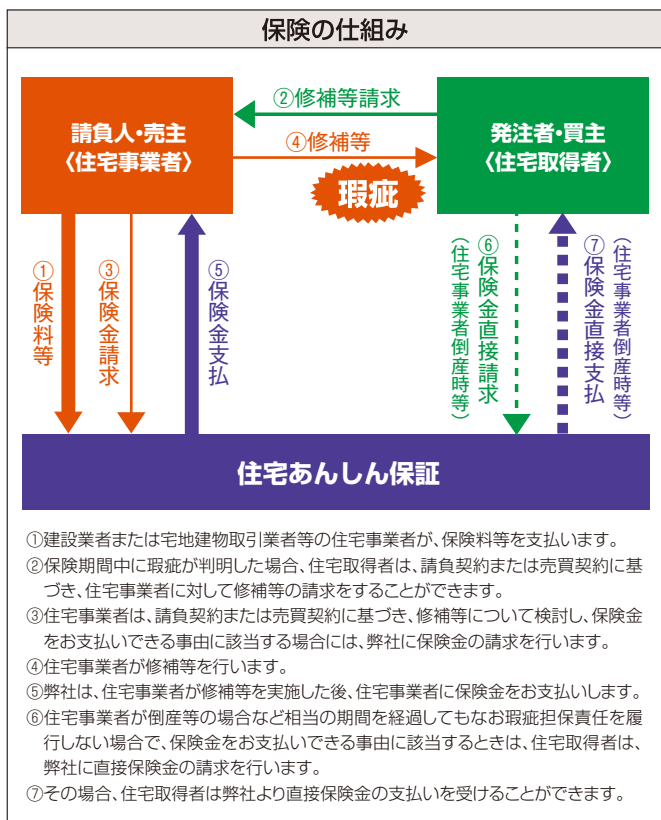 保険の仕組み
②修補等請求
請負人・売主
〈住宅事業者〉
発注者・買主
〈住宅取得者〉
④修補等
瑕疵
①保険料等
③保険金請求
⑤保険金支払
⑥保険金直接請求
（住宅事業者倒産時等）
⑦保険金直接支払
（住宅事業者倒産時等）
住宅あんしん保証
①建設業者または宅地建物取引業者等の住宅事業者が、保険料等を支払います。
②保険期間中に瑕疵が判明した場合、住宅取得者は、請負契約または売買契約に基
づき、住宅事業者に対して修補等の請求をすることができます。
③住宅事業者は、請負契約または売買契約に基づき、修補等について検討し、保険金
をお支払いできる事由に該当する場合には、弊社に保険金の請求を行います。
④住宅事業者が修補等を行います。
⑤弊社は、住宅事業者が修補等を実施した後、住宅事業者に保険金をお支払いします。
⑥住宅事業者が倒産等の場合など相当の期間を経過してもなお瑕疵担保責任を履
行しない場合で、保険金をお支払いできる事由に該当するときは、住宅取得者は、
弊社に直接保険金の請求を行います。
⑦その場合、住宅取得者は弊社より直接保険金の支払いを受けることができます。